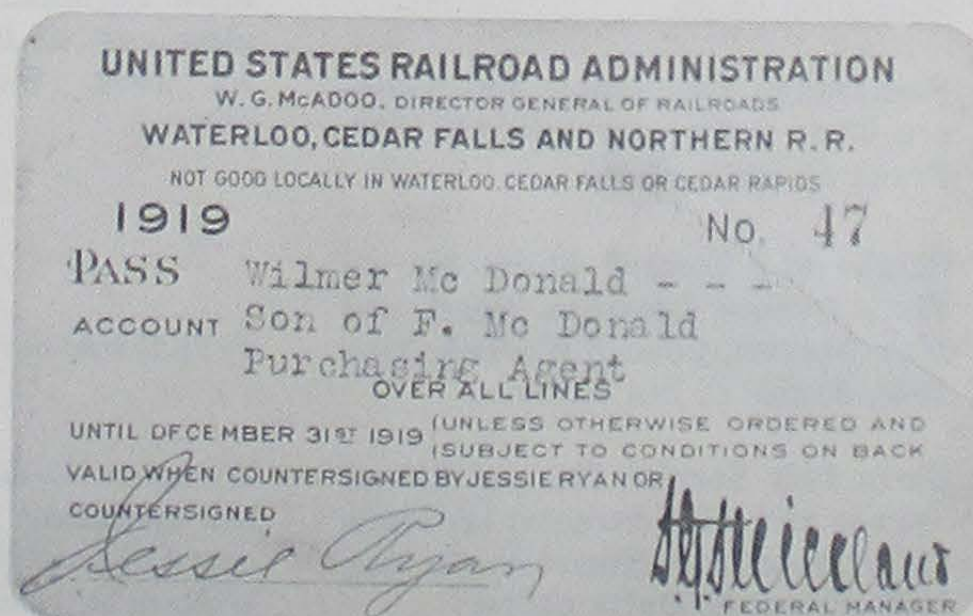 UNITED STATES RAILROAD ADMINISTRATION
W. G. McADOO, DIRECTOR GENERAL OF RAILROADS
WATERLOO, CEDAR FALLS AND NORTHERN R. R.
NOT GOOD LOCALLY IN WATERLOO, CEDAR FALLS OR CEDAR RAPIDS
1919 No. 47
PASS Wilmer Mc Donald - - -
ACCOUNT Son of F. Mc Donald
Purchasing Agent
OVER ALL LINES
UNTIL DECEMBER 31ST 1919 (UNLESS OTHERWISE ORDERED AND
(SUBJECT TO CONDITIONS ON BACK
VALID WHEN COUNTERSIGNED BY JESSIE RYAN OR
COUNTERSIGNED
Jessie Ryan
FEDERAL MANAGER